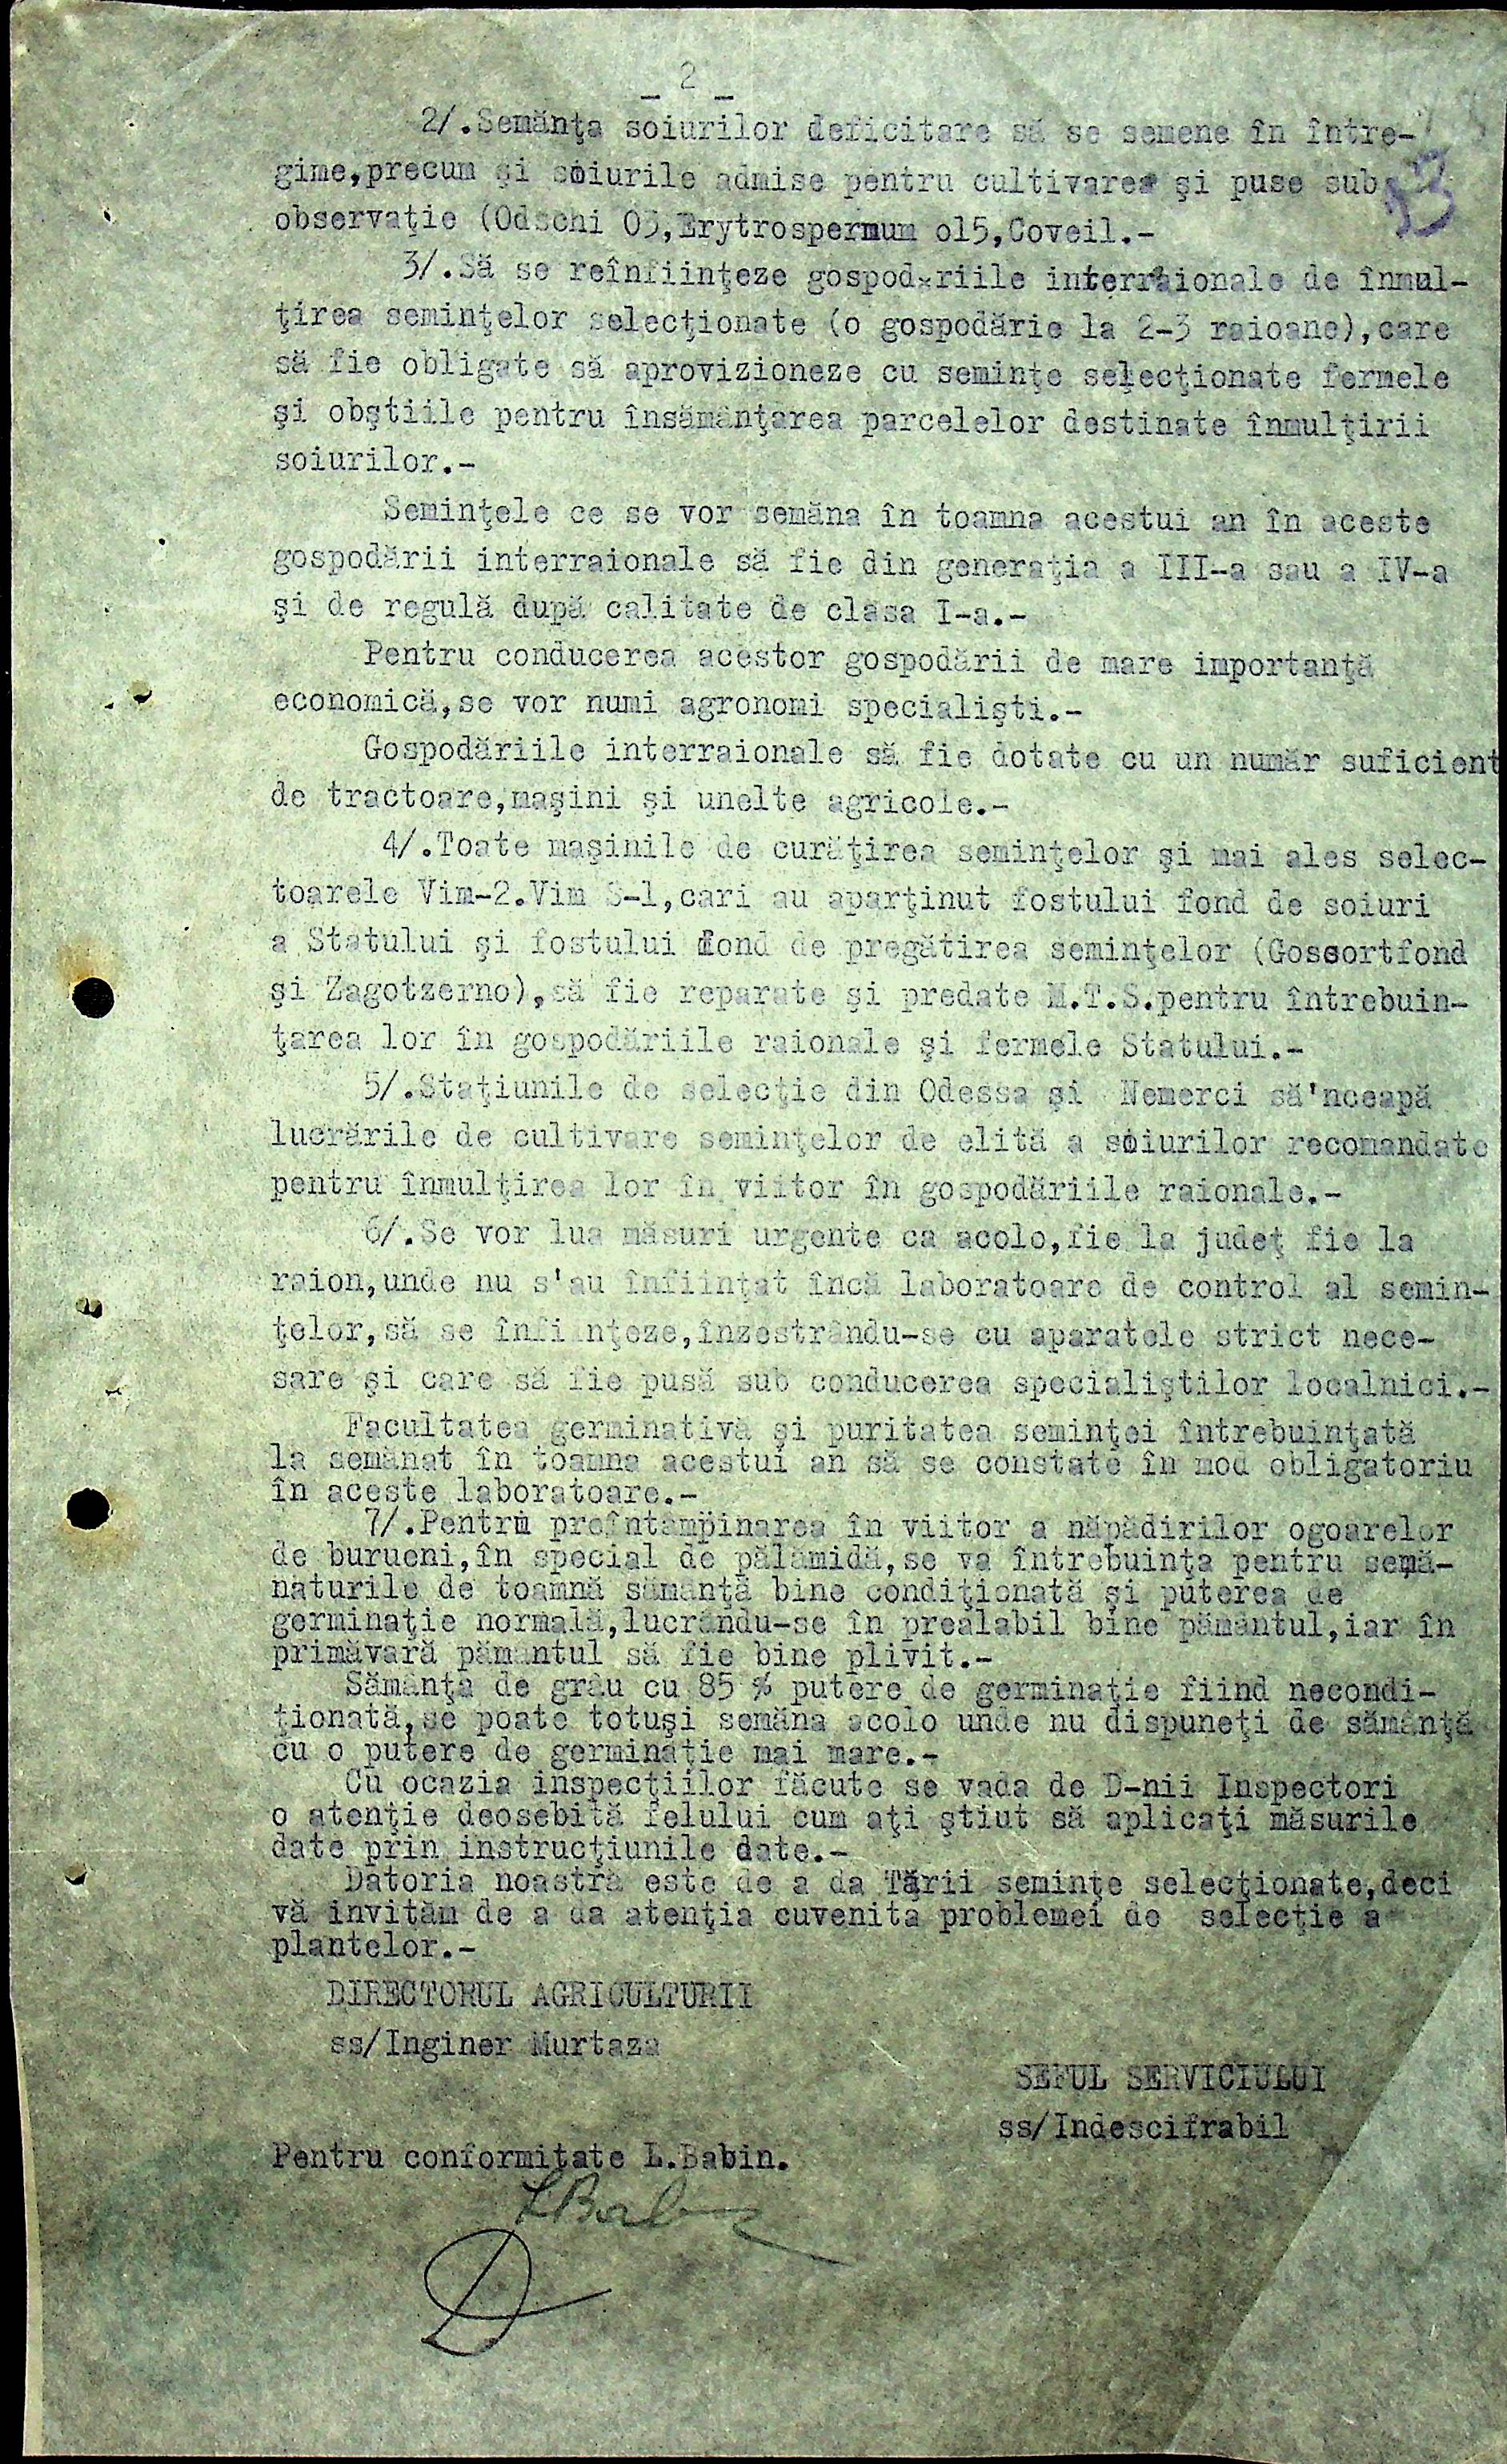 _ 2 _
2/.Semănţa soiurilor deficitare să se semene în între-
gime,precum şi soiurile admise pentru cultivarea şi puse sub
observaţie (Odschi 03,Erytrospermum o15,Coveil.-
3/.Să se reînfiinţeze gospodăriile interraionale de înmul-
ţirea seminţelor selecţionate (o gospodărie la 2-3 raioane),care
să fie obligate să aprovizioneze cu seminţe selecţionate fermele
şi obştiile pentru însămânţarea parcelelor destinate înmulţirii
soiurilor.-
Seminţele ce se vor semăna în toamna acestui an în aceste
gospodării interraionale să fie din generaţia a III-a sau a IV-a
şi de regulă după calitate de clasa I-a.-
Pentru conducerea acestor gospodării de mare importanţă
economică,se vor numi agronomi specialişti.-
Gospodăriile interraionale să fie dotate cu un număr suficient
de tractoare,maşini şi unelte agricole.-
4/.Toate maşinile de curăţirea seminţelor şi mai ales selec-
toarele Vim-2.Vim S-1,cari au aparţinut fostului fond de soiuri
a Statului şi fostului fond de pregătirea seminţelor (Gossortfond
şi Zagotzerno),să fie reparate şi predate M.T.S.pentru întrebuin-
ţarea lor în gospodăriile raionale şi fermele Statului.-
5/.Staţiunile de selecţie din Odessa şi Nemerci să'nceapă
lucrările de cultivare seminţelor de elită a soiurilor recomandate
pentru înmulţirea lor în viitor în gospodăriile raionale.-
6/.Se vor lua măsuri urgente ca acolo,fie la judeţ fie la
raion,unde nu s'au înfiinţat încă laboratoare de control al semin-
ţelor,să se înfiinţeze,înzestrându-se cu aparatele strict nece-
sare şi care să fie pusă sub conducerea specialiştilor localnici.-
Facultatea germinativă şi puritatea seminţei întrebuinţată
la semănat în toamna acestui an să se constate în mod obligatoriu
în aceste laboratoare.-
7/.Pentru preîntâmpinarea în viitor a năpădirilor ogoarelor
de burueni,în special de pălămidă,se va întrebuinţa pentru semă-
naturile de toamnă sămânţă bine condiţionată şi puterea de
germinaţie normală,lucrându-se în prealabil bine pământul,iar în
primăvară pământul să fie bine plivit.-
Sămânţa de grâu cu 85 % putere de germinaţie fiind necondi-
ţionată,se poate totuşi semăna acolo unde nu dispuneţi de sămânţă
cu o putere de germinaţie mai mare.-
Cu ocazia inspecţiilor făcute se vada de D-nii Inspectori
o atenţie deosebită felului cum aţi ştiut să aplicaţi măsurile
date prin instrucţiunile date.-
Datoria noastră este de a da Ţării seminţe selecţionate,deci
vă invităm de a da atenţia cuvenita problemei de selecţie a
plantelor.-
DIRECTORUL AGRICULTURII
ss/Inginer Murtaza
SEFUL SERVICIULUI
ss/Indescifrabil
Pentru conformitate L.Babin.
LBabin